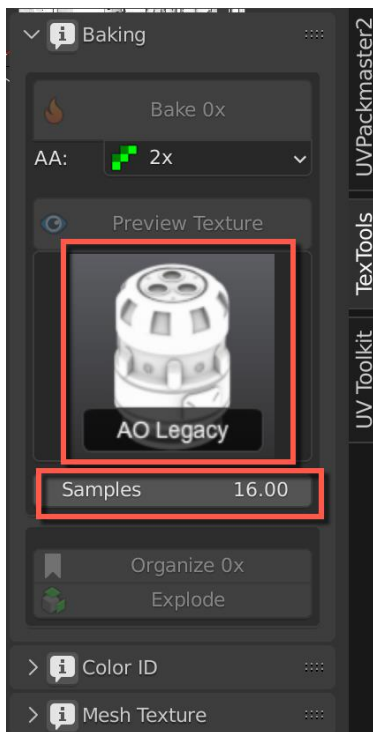 Baking
Bake 0x
AA: 2x
Preview Texture
AO Legacy
Samples 16.00
Organize 0x
Explode
Color ID
Mesh Texture
UVPackmaster2
TexTools
UV Toolkit